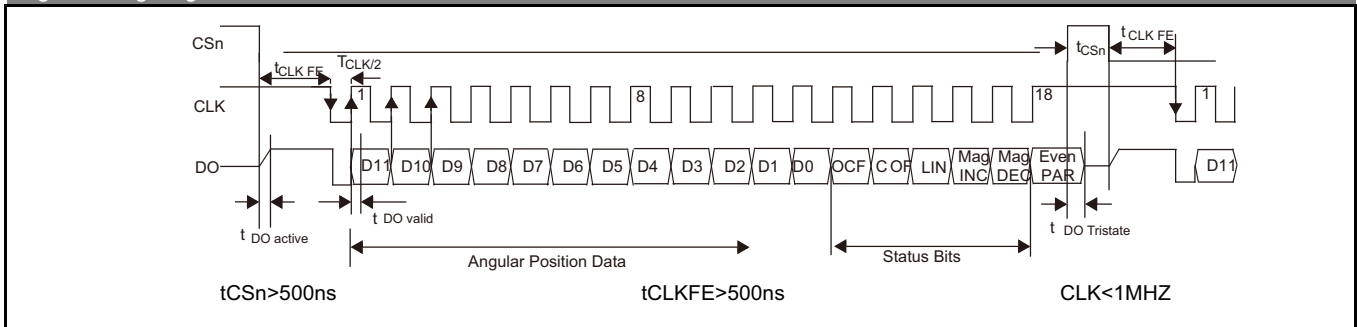 CSn
tCSn
tCLK FE
tCLK FE
TCLK/2
CLK
1
8
18
1
DO
D11
D10
D9
D8
D7
D6
D5
D4
D3
D2
D1
D0
OCF
C OF
LIN
Mag INC
Mag DEC
Even PAR
D11
t DO valid
t DO active
t DO Tristate
Angular Position Data
Status Bits
tCSn>500ns
tCLKFE>500ns
CLK<1MHZ